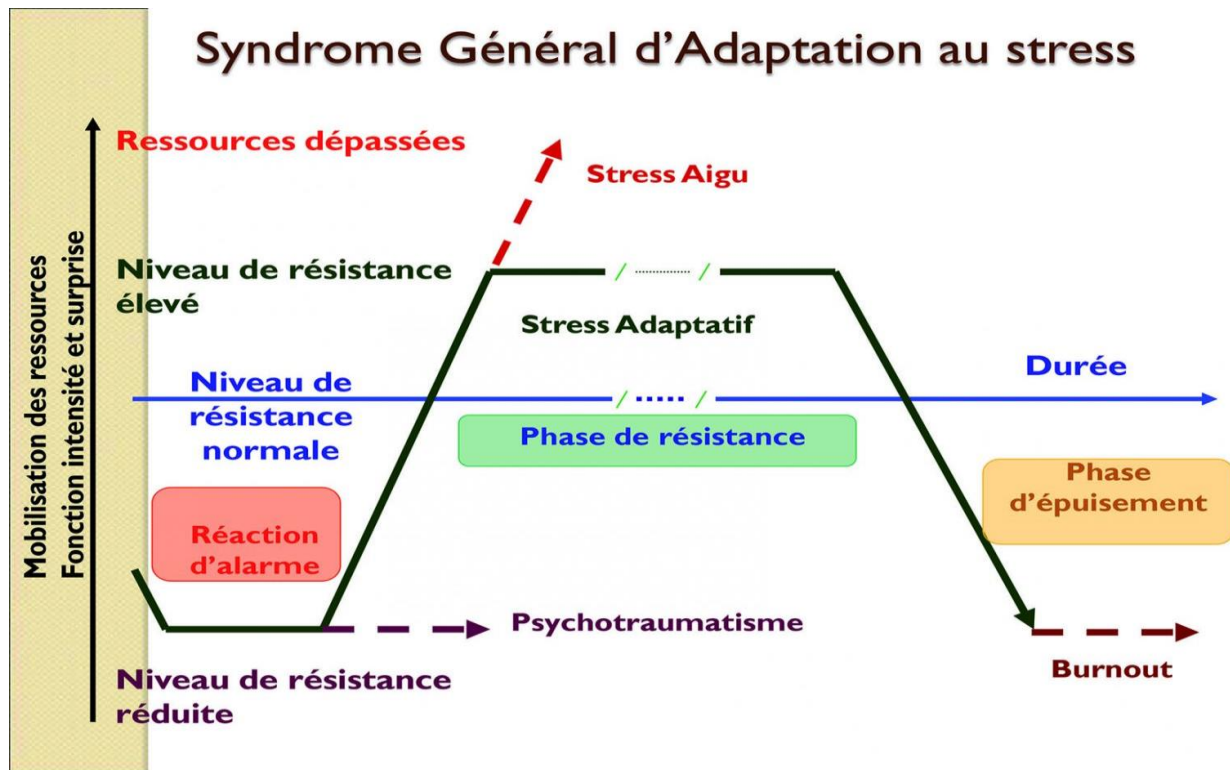 Syndrome Général d'Adaptation au stress
Mobilisation des ressources
Fonction intensité et surprise
Ressources dépassées
Stress Aigu
Niveau de résistance
élevé
Stress Adaptatif
Niveau de
résistance
normale
Durée
Phase de résistance
Phase
d'épuisement
Réaction
d'alarme
Psychotraumatisme
Niveau de résistance
réduite
Burnout